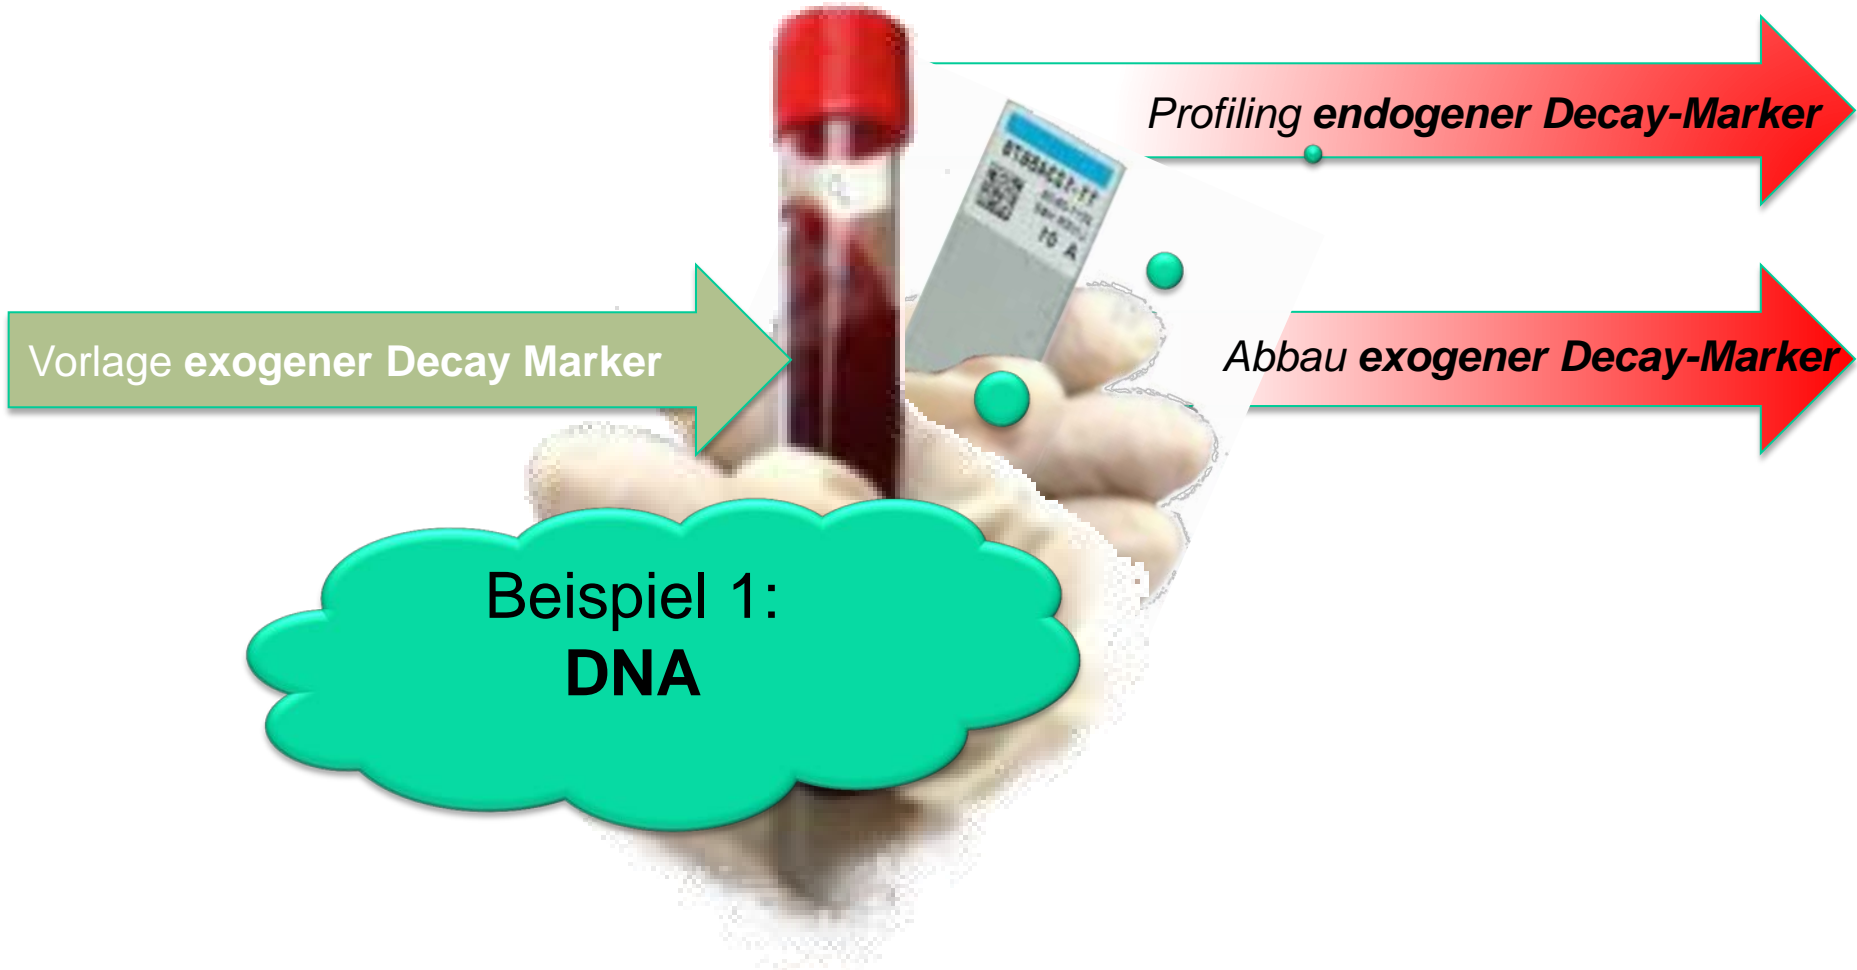 Profiling endogener Decay-Marker
Vorlage exogener Decay Marker
Abbau exogener Decay-Marker
Beispiel 1:
DNA